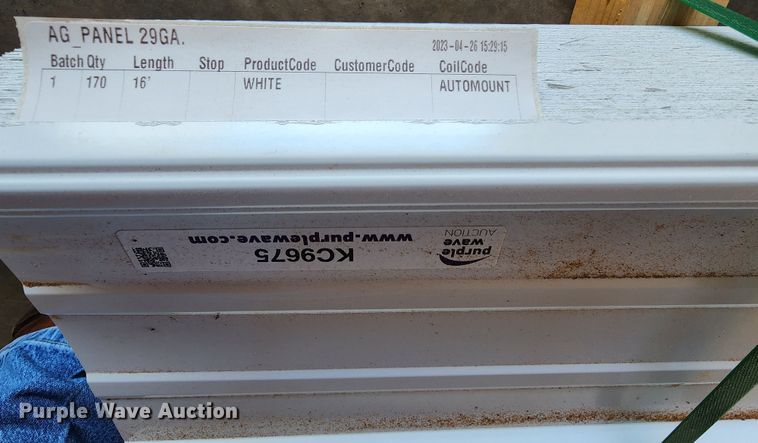 AG_PANEL 29GA.
2023-04-26 15:29:15
Batch Qty Length Stop ProductCode CustomerCode CoilCode
1 170 16' WHITE AUTOMOUNT
purple wave
AUCTION
www.purplewave.com
KC9675
Purple Wave Auction